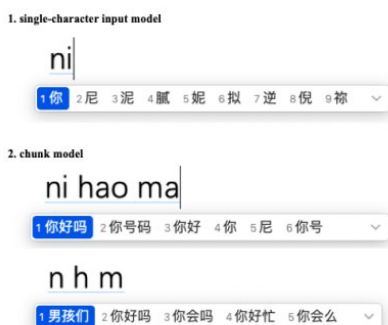 1. single-character input model
ni
1 你 2 尼 3 泥 4 腻 5 妮 6 拟 7 逆 8 倪 9 祢
2. chunk model
ni hao ma
1 你好吗 2 你号码 3 你好 4 你 5 尼 6 你号
n h m
1 男孩们 2 你好吗 3 你会吗 4 你好忙 5 你会么